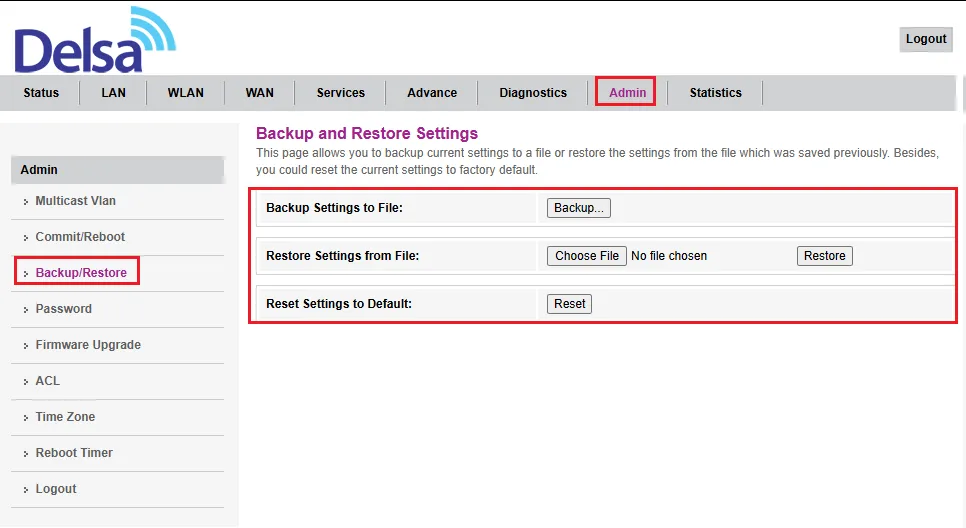 Delsa
Logout
Status LAN WLAN WAN Services Advance Diagnostics Admin Statistics
Admin
Multicast Vlan
Commit/Reboot
Backup/Restore
Password
Firmware Upgrade
ACL
Time Zone
Reboot Timer
Logout
Backup and Restore Settings
This page allows you to backup current settings to a file or restore the settings from the file which was saved previously. Besides,
you could reset the current settings to factory default.
Backup Settings to File: Backup...
Restore Settings from File: Choose File No file chosen Restore
Reset Settings to Default: Reset